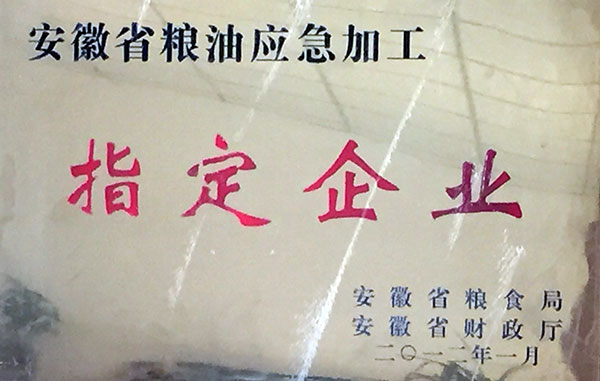 安徽省粮油应急加工
指定企业
安徽省粮食局
安徽省财政厅
二〇一二年一月